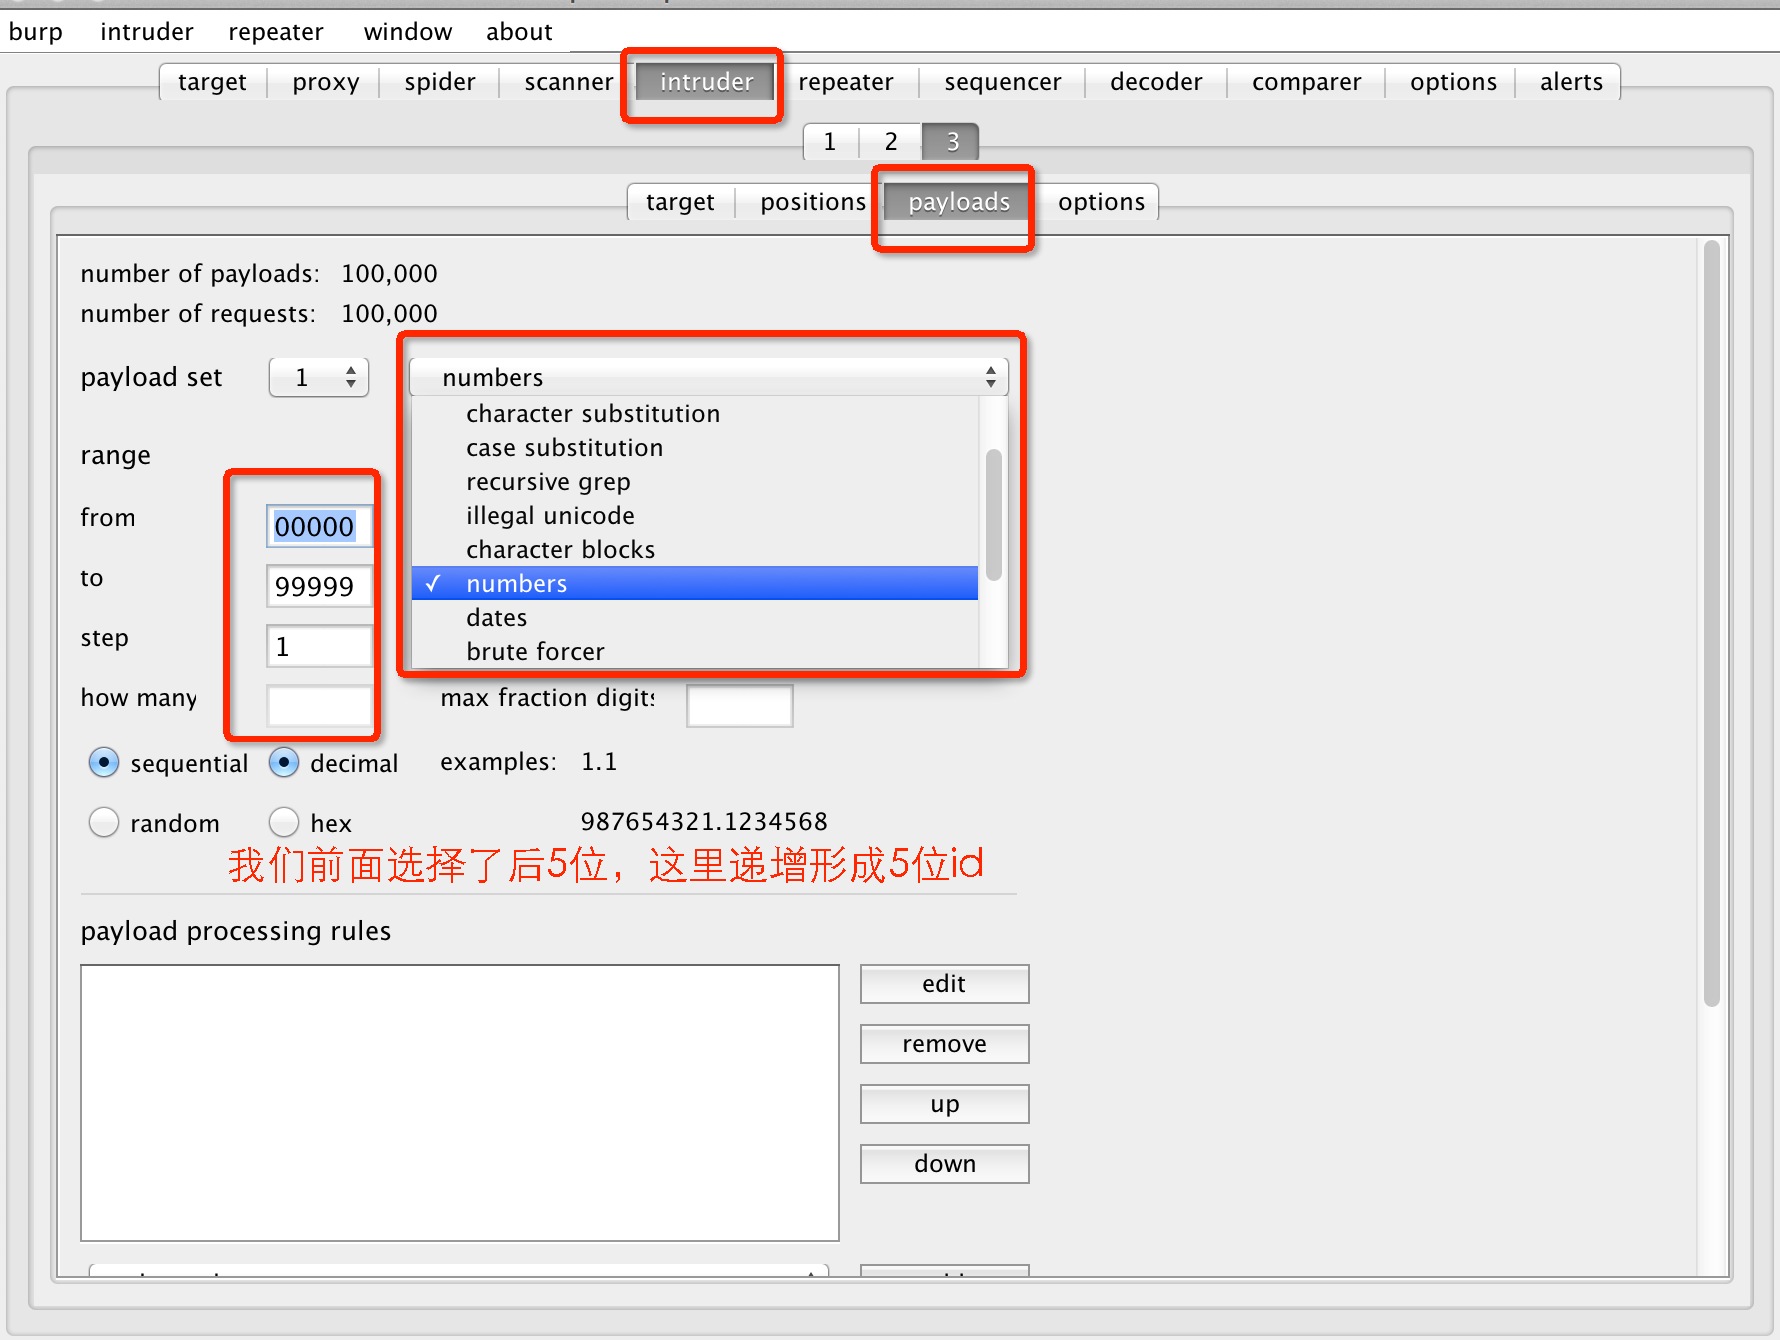 burp intruder repeater window about
target proxy spider scanner intruder repeater sequencer decoder comparer options alerts
1 2 3
target positions payloads options
number of payloads: 100,000
number of requests: 100,000
payload set 1 numbers
character substitution
case substitution
recursive grep
illegal unicode
character blocks
✓ numbers
dates
brute forcer
range
from 00000
to 99999
step 1
how many max fraction digits
sequential decimal examples: 1.1
random hex 987654321.1234568
我们前面选择了后5位，这里递增形成5位id
payload processing rules
edit
remove
up
down